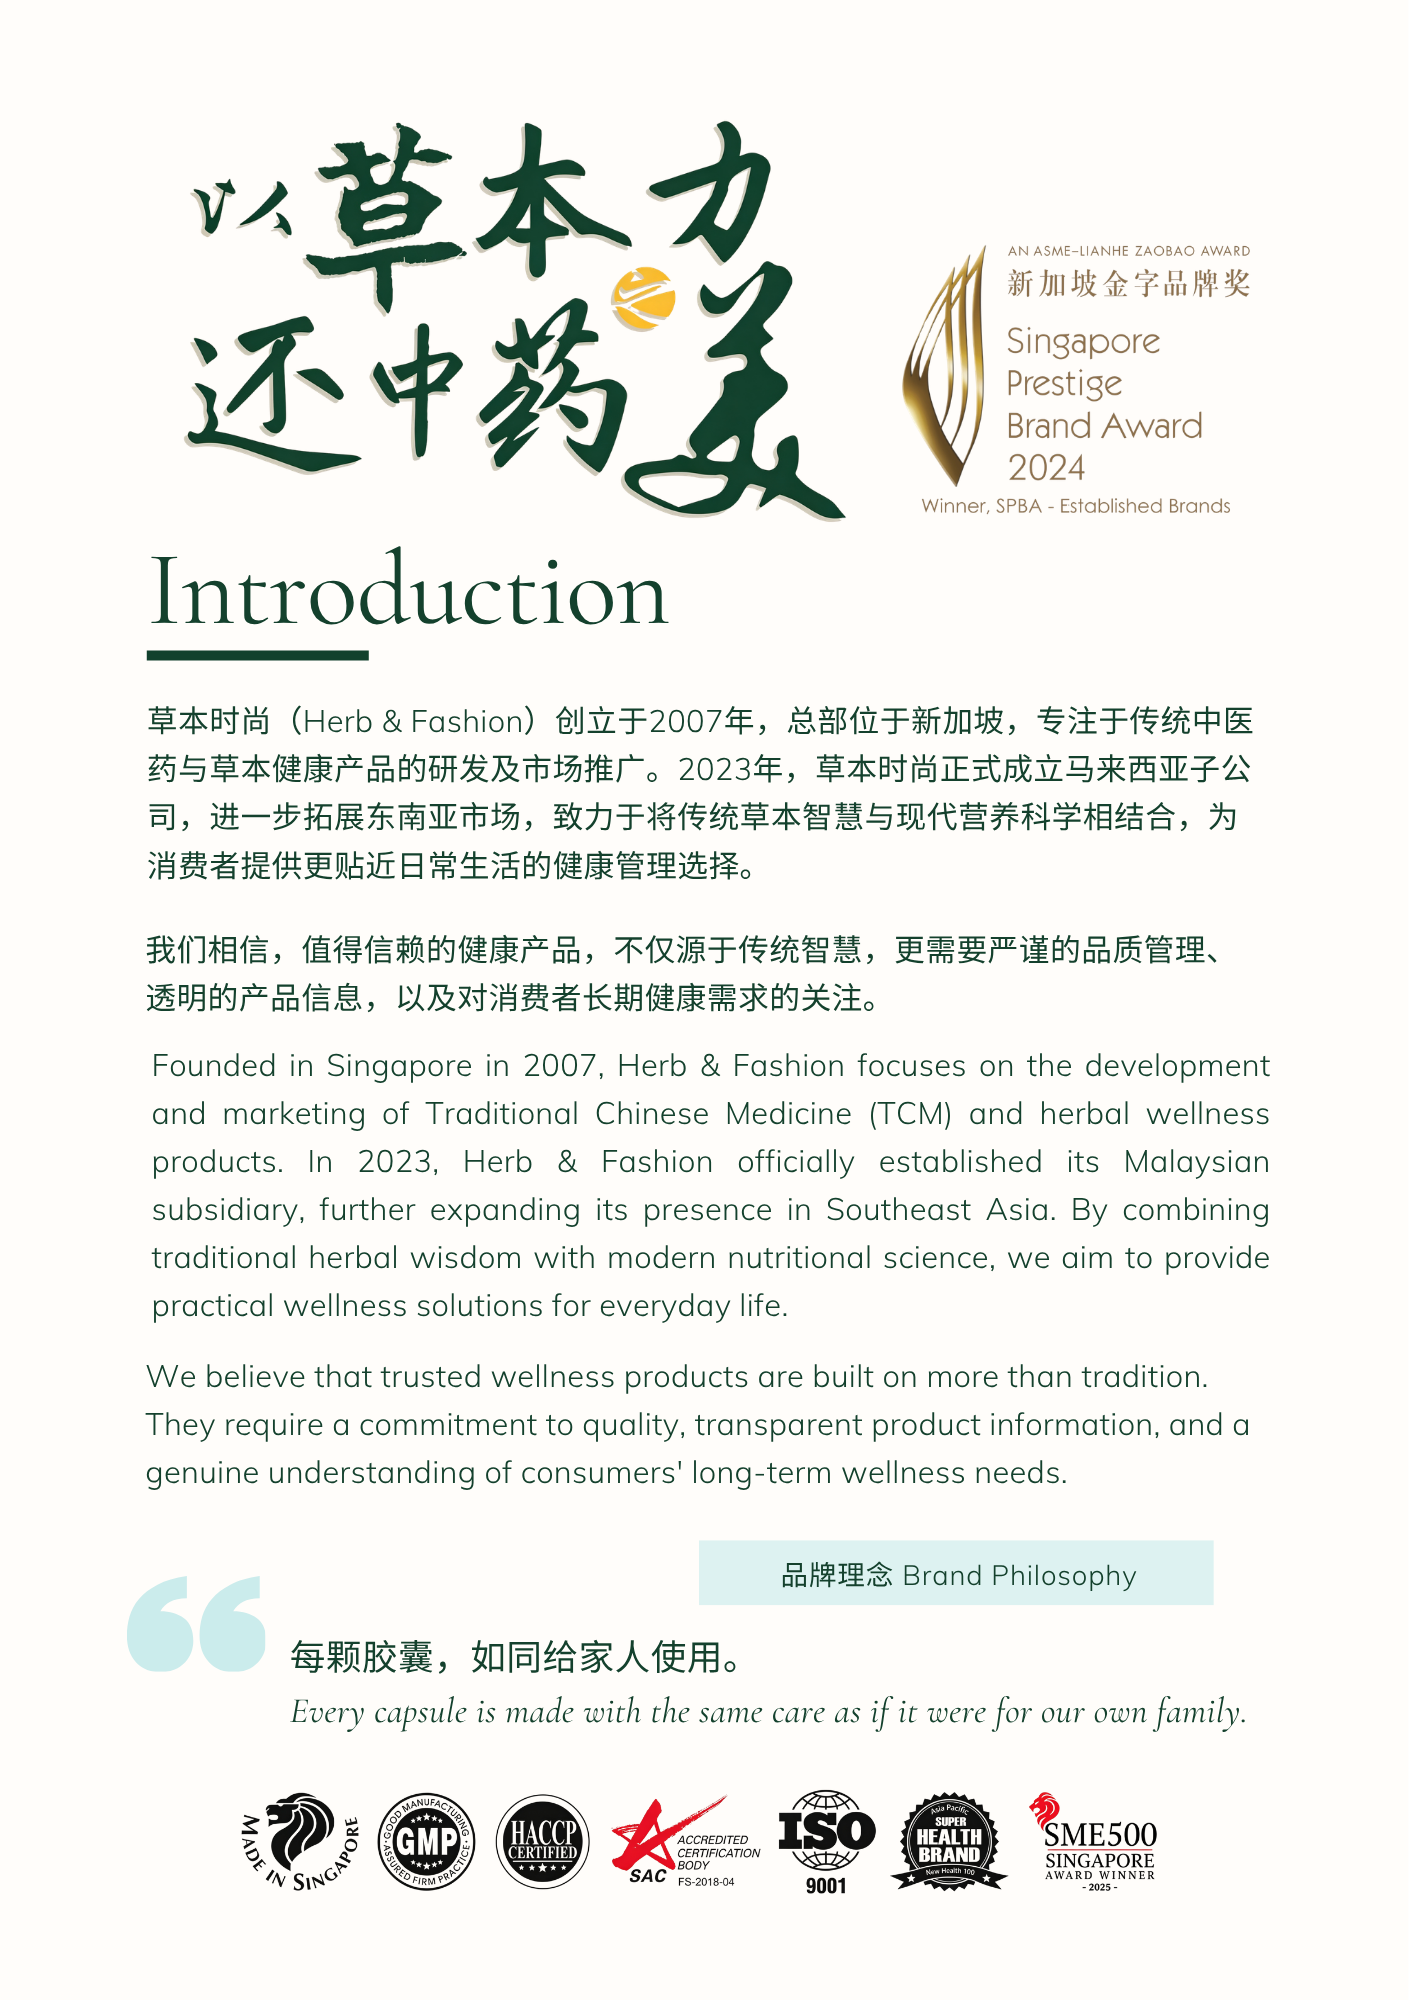 以草本之力
还中药之美
AN ASME-LIANHE ZAOBAO AWARD
新加坡金字品牌奖
Singapore
Prestige
Brand Award
2024
Winner, SPBA - Established Brands
Introduction
草本时尚（Herb & Fashion）创立于2007年，总部位于新加坡，专注于传统中医
药与草本健康产品的研发及市场推广。2023年，草本时尚正式成立马来西亚子公
司，进一步拓展东南亚市场，致力于将传统草本智慧与现代营养科学相结合，为
消费者提供更贴近日常生活的健康管理选择。
我们相信，值得信赖的健康产品，不仅源于传统智慧，更需要严谨的品质管理、
透明的产品信息，以及对消费者长期健康需求的关注。
Founded in Singapore in 2007, Herb & Fashion focuses on the development
and marketing of Traditional Chinese Medicine (TCM) and herbal wellness
products. In 2023, Herb & Fashion officially established its Malaysian
subsidiary, further expanding its presence in Southeast Asia. By combining
traditional herbal wisdom with modern nutritional science, we aim to provide
practical wellness solutions for everyday life.
We believe that trusted wellness products are built on more than tradition.
They require a commitment to quality, transparent product information, and a
genuine understanding of consumers' long-term wellness needs.
品牌理念 Brand Philosophy
每颗胶囊，如同给家人使用。
Every capsule is made with the same care as if it were for our own family.
MADE IN SINGAPORE
GOOD MANUFACTURING
GMP
ASSURED FIRM PRACTICE
HACCP
CERTIFIED
SAC
ACCREDITED
CERTIFICATION
BODY
FS-2018-04
ISO
9001
Asia Pacific
SUPER
HEALTH
BRAND
New Health 100
SME500
SINGAPORE
AWARD WINNER
- 2025 -